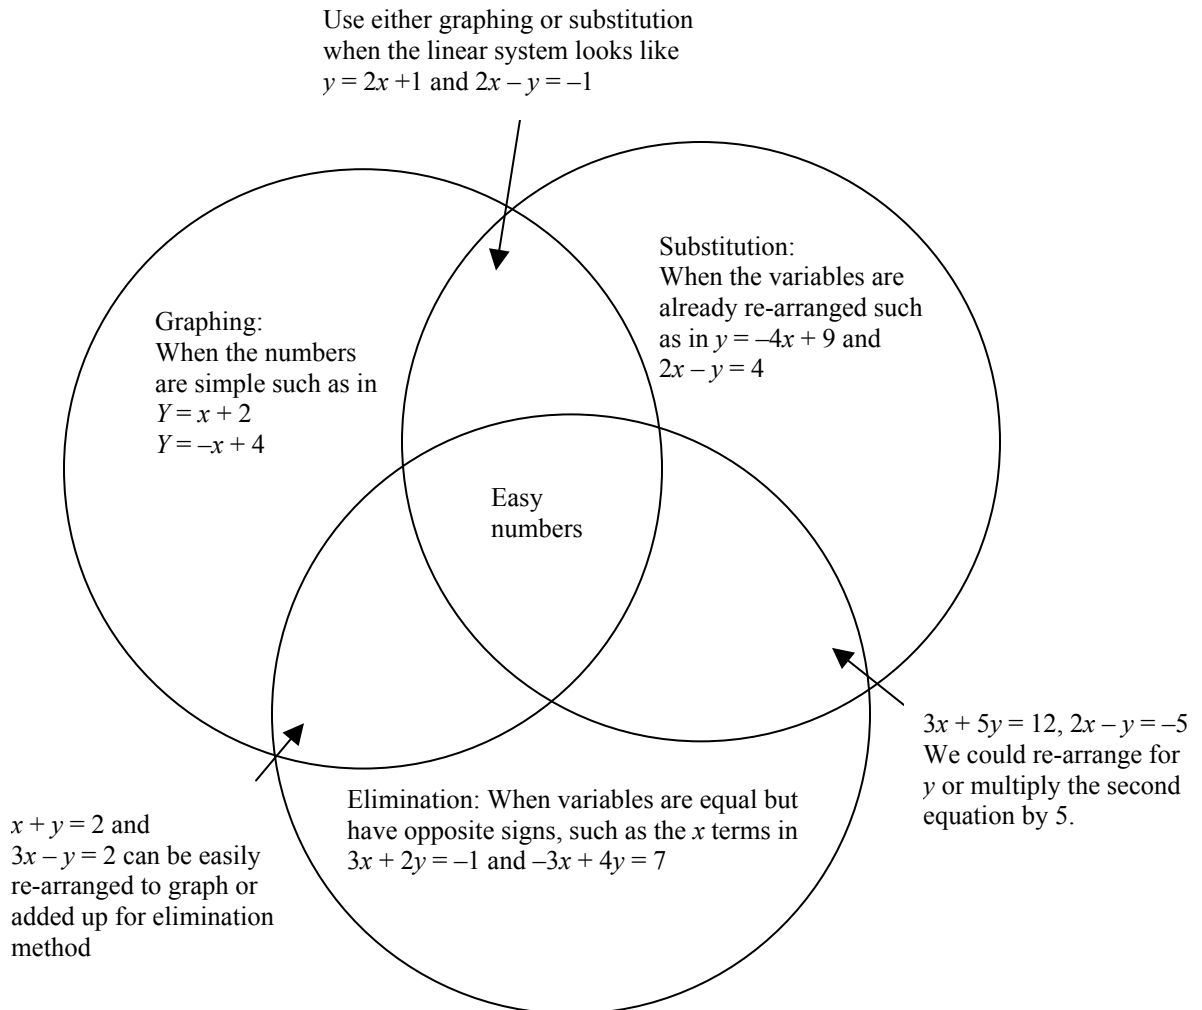 Use either graphing or substitution
when the linear system looks like
y = 2x +1 and 2x – y = –1
Substitution:
When the variables are
already re-arranged such
as in y = –4x + 9 and
2x – y = 4
Graphing:
When the numbers
are simple such as in
Y = x + 2
Y = –x + 4
Easy
numbers
3x + 5y = 12, 2x – y = –5
We could re-arrange for
y or multiply the second
equation by 5.
Elimination: When variables are equal but
have opposite signs, such as the x terms in
3x + 2y = –1 and –3x + 4y = 7
x + y = 2 and
3x – y = 2 can be easily
re-arranged to graph or
added up for elimination
method